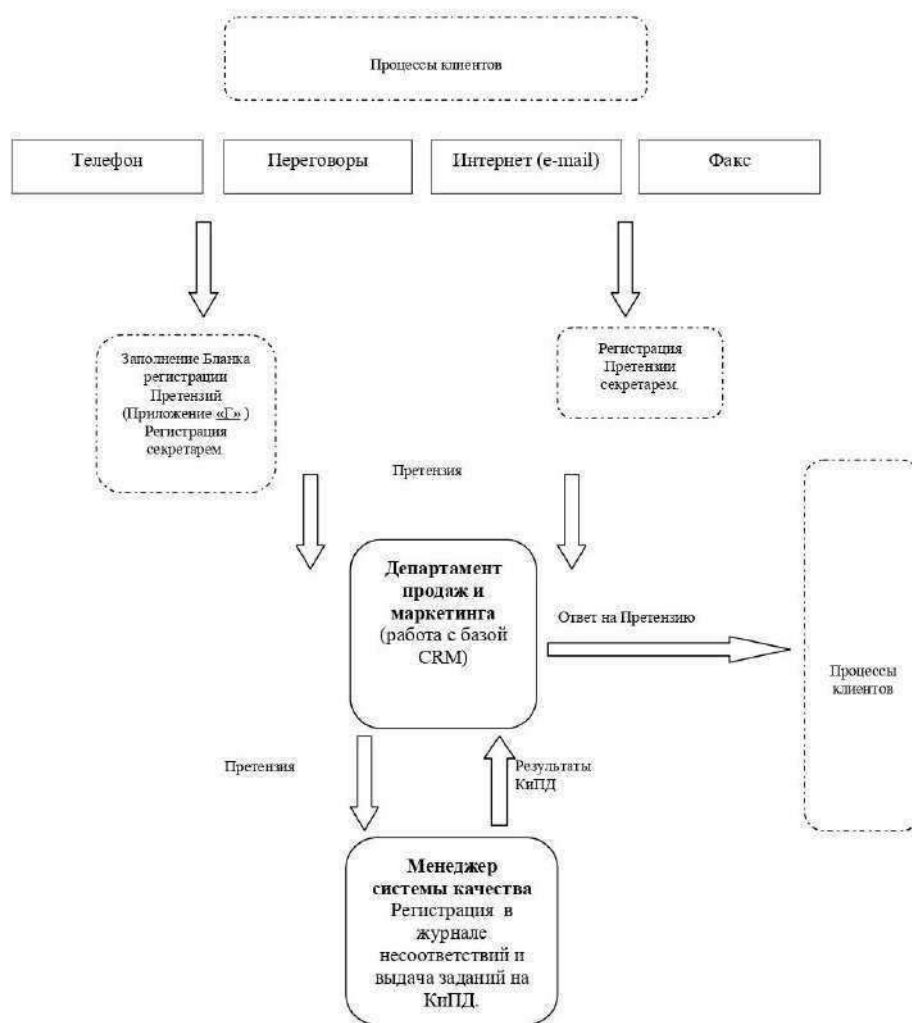 Процессы клиентов
Телефон
Переговоры
Интернет (e-mail)
Факс
Заполнение Бланка
регистрации
Претензий
(Приложение «Г» )
Регистрация
секретарем
Регистрация
Претензии
секретарем.
Претензия
Департамент
продаж и
маркетинга
(работа с базой
CRM)
Ответ на Претензию
Процессы
клиентов
Претензия
Результаты
КиПД
Менеджер
системы качества
Регистрация в
журнале
несоответствий и
выдача заданий на
КиПД.